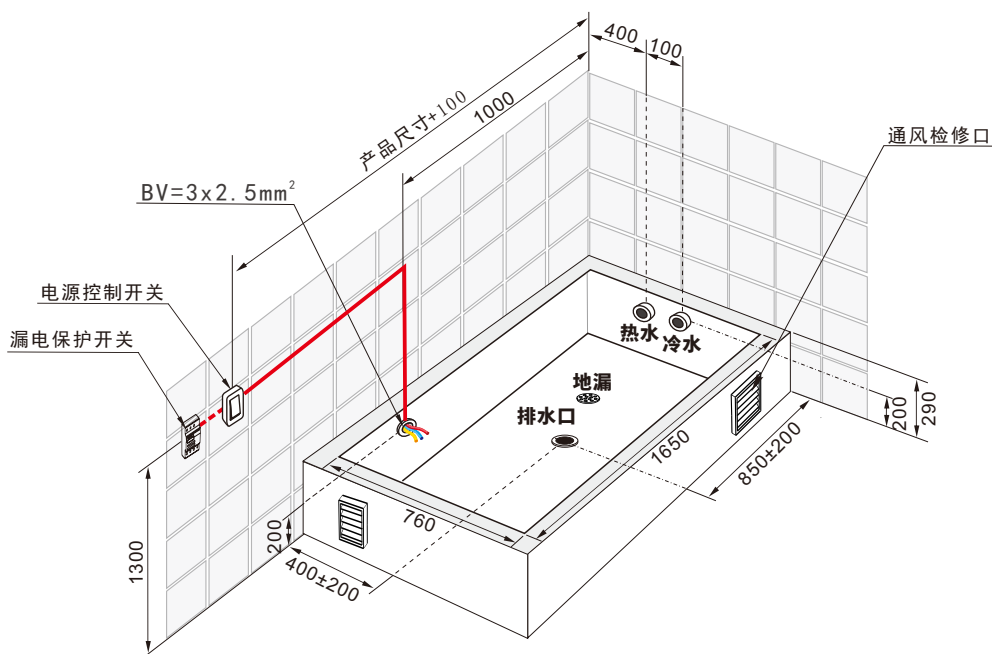 400
100
产品尺寸+100
1000
通风检修口
BV=3x2.5mm²
电源控制开关
漏电保护开关
热水
冷水
地漏
排水口
290
200
1650
850±200
760
200
400±200
1300